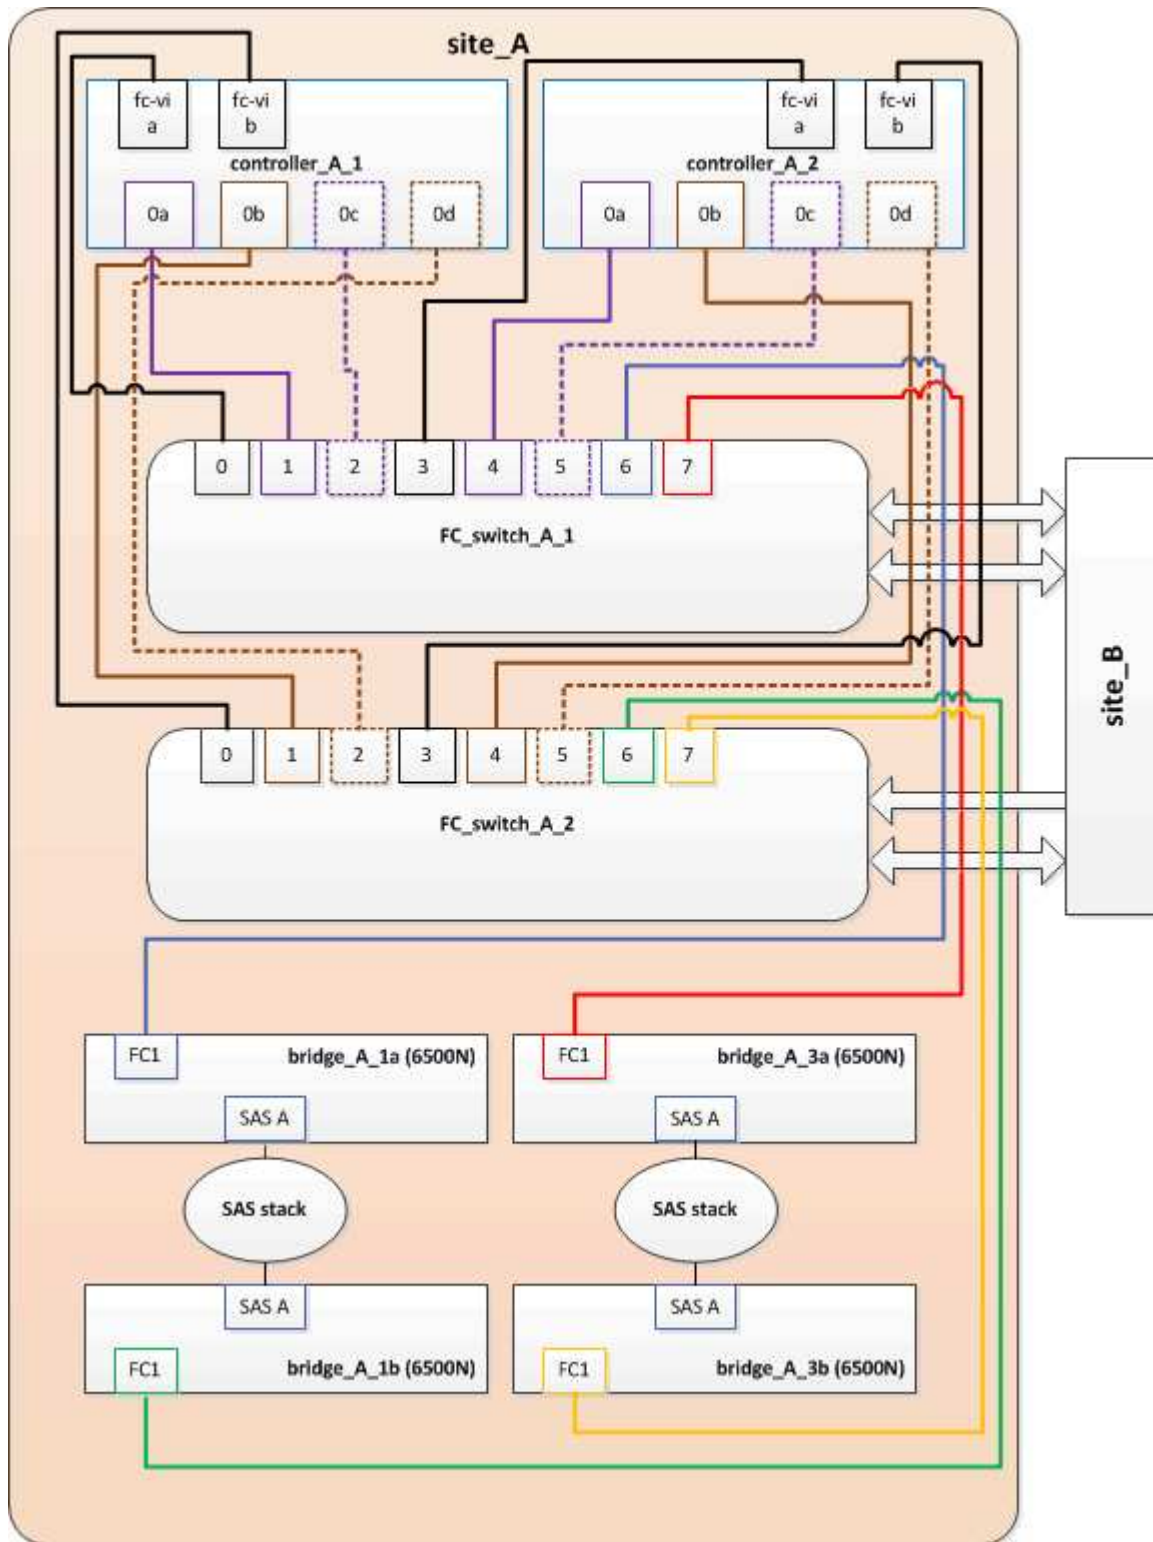 site_A
fc-vi
a
fc-vi
b
fc-vi
a
fc-vi
b
controller_A_1
controller_A_2
0a
0b
0c
0d
0a
0b
0c
0d
0
1
2
3
4
5
6
7
FC_switch_A_1
site_B
0
1
2
3
4
5
6
7
FC_switch_A_2
FC1
bridge_A_1a (6500N)
FC1
bridge_A_3a (6500N)
SAS A
SAS A
SAS stack
SAS stack
SAS A
SAS A
FC1
bridge_A_1b (6500N)
FC1
bridge_A_3b (6500N)